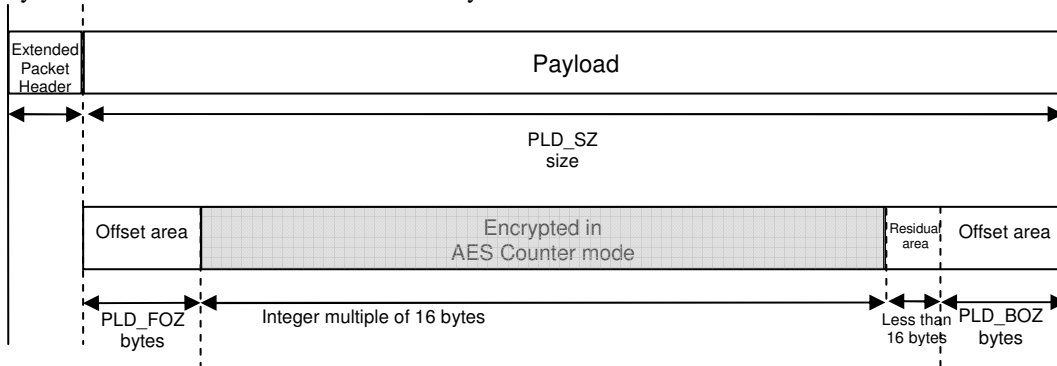 Extended
Packet
Header
Payload
PLD_SZ
size
Offset area
Encrypted in
AES Counter mode
Residual
area
Offset area
PLD_FOZ
bytes
Integer multiple of 16 bytes
Less than
16 bytes
PLD_BOZ
bytes